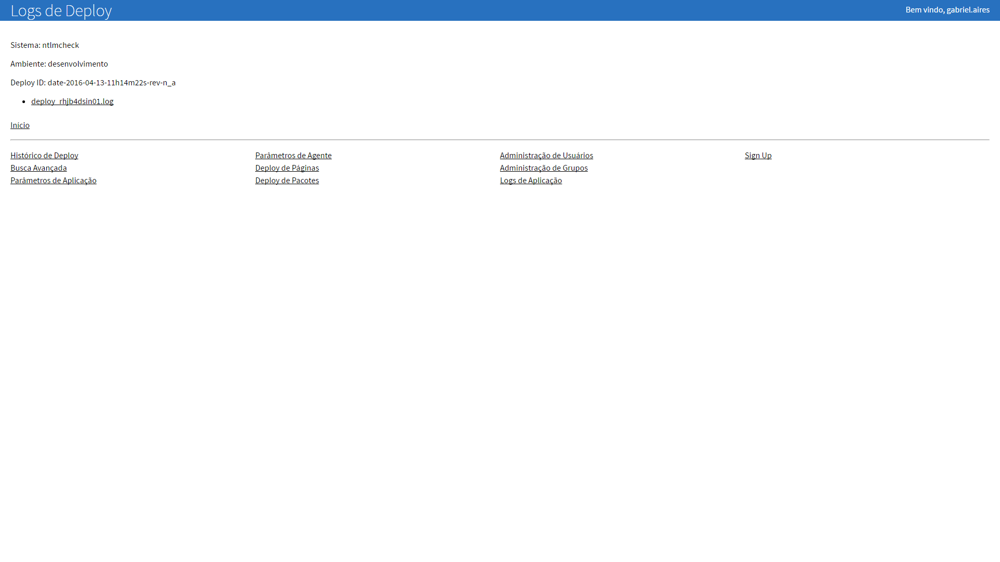 Logs de Deploy
Bem vindo, gabriel.aires
Sistema: ntlmcheck
Ambiente: desenvolvimento
Deploy ID: date-2016-04-13-11h14m22s-rev-n_a
deploy_rhjb4dsin01.log
Início
Histórico de Deploy
Busca Avançada
Parâmetros de Aplicação
Parâmetros de Agente
Deploy de Páginas
Deploy de Pacotes
Administração de Usuários
Administração de Grupos
Logs de Aplicação
Sign Up